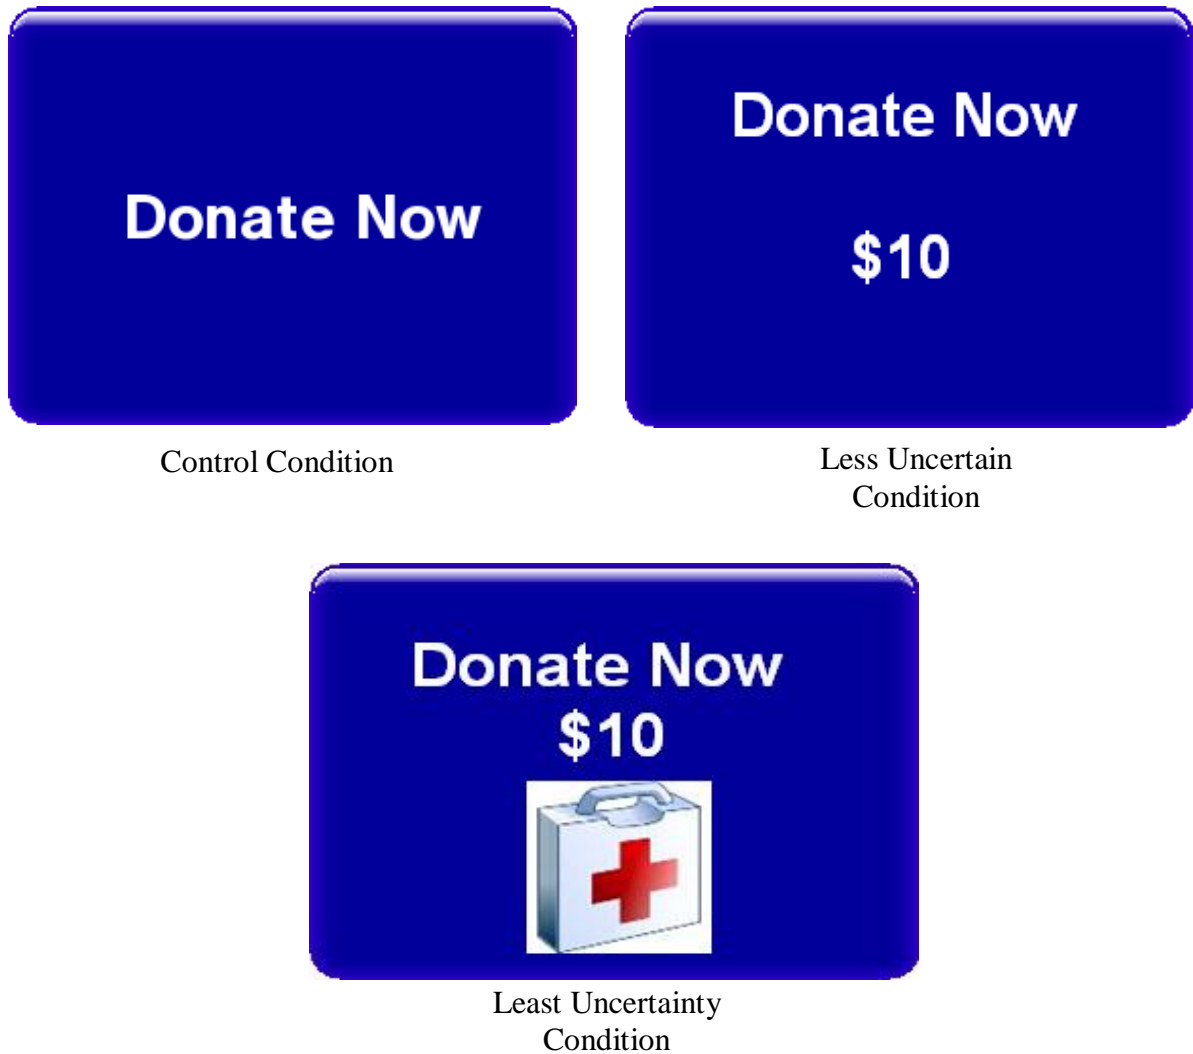 Donate Now
Control Condition
Donate Now
$10
Less Uncertain
Condition
Donate Now
$10
Least Uncertainty
Condition